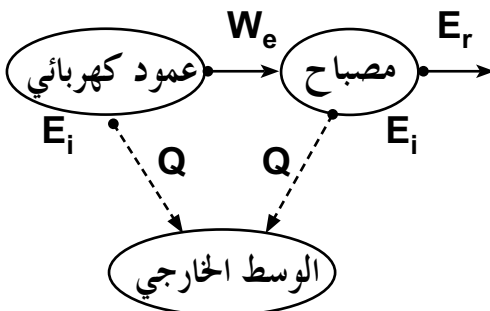 W_e
E_r
عمود كهربائي
مصباح
E_i
E_i
Q
Q
الوسط الخارجي